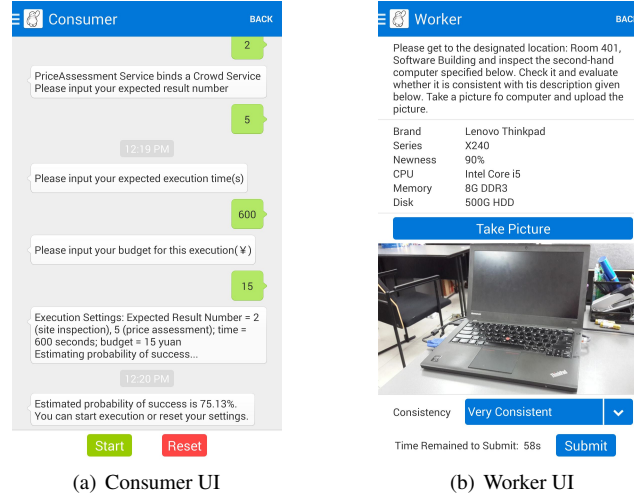 Consumer
BACK
2
PriceAssessment Service binds a Crowd Service
Please input your expected result number
5
12:19 PM
Please input your expected execution time(s)
600
Please input your budget for this execution(¥)
15
Execution Settings: Expected Result Number = 2
(site inspection), 5 (price assessment); time =
600 seconds; budget = 15 yuan
Estimating probability of success...
12:20 PM
Estimated probability of success is 75.13%.
You can start execution or reset your settings.
Start
Reset
(a) Consumer UI
Worker
BAC
Please get to the designated location: Room 401,
Software Building and inspect the second-hand
computer specified below. Check it and evaluate
whether it is consistent with tis description given
below. Take a picture fo computer and upload the
picture.
Brand Lenovo Thinkpad
Series X240
Newness 90%
CPU Intel Core i5
Memory 8G DDR3
Disk 500G HDD
Take Picture
ThinkPad
Consistency Very Consistent
Time Remained to Submit: 58s Submit
(b) Worker UI